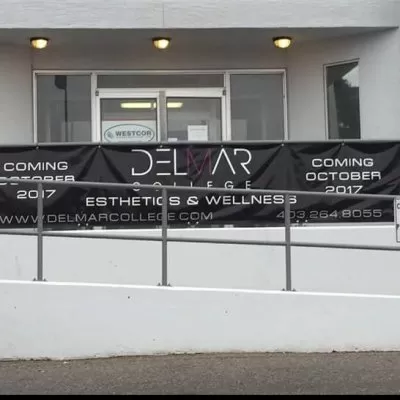 WESTCOR
DELMAR
COLLEGE
ESTHETICS & WELLNESS
COMING
OCTOBER
2017
COMING
OCTOBER
2017
WWW.DELMARCOLLEGE.COM
403.264.8055